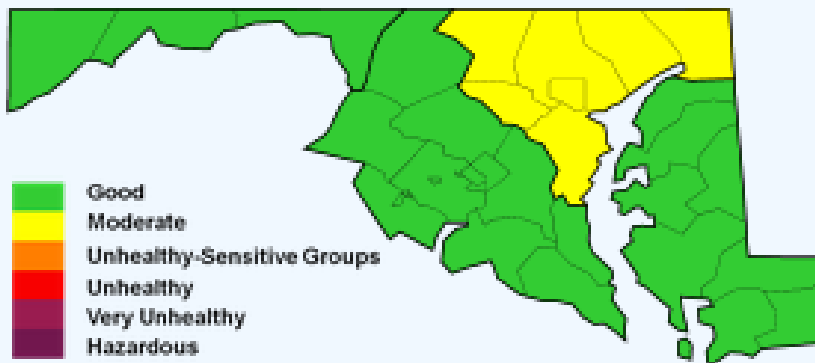 Good
Moderate
Unhealthy-Sensitive Groups
Unhealthy
Very Unhealthy
Hazardous